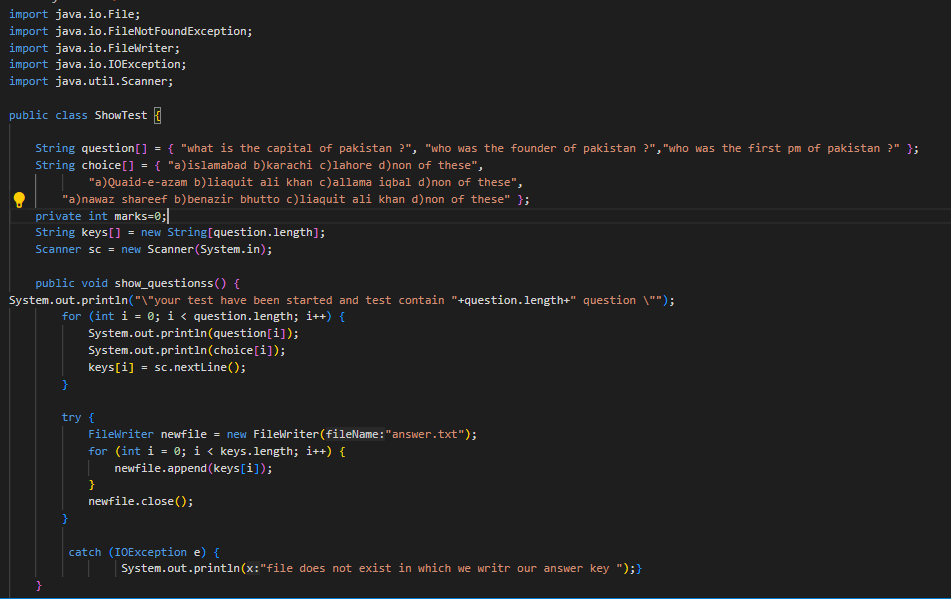 import java.io.File;
import java.io.FileNotFoundException;
import java.io.FileWriter;
import java.io.IOException;
import java.util.Scanner;
public class ShowTest {
String question[] = { "what is the capital of pakistan ?", "who was the founder of pakistan ?","who was the first pm of pakistan ?" };
String choice[] = { "a)islamabad b)karachi c)lahore d)non of these",
"a)Quaid-e-azam b)liaquit ali khan c)allama iqbal d)non of these",
"a)nawaz shareef b)benazir bhutto c)liaquit ali khan d)non of these" };
private int marks=0;
String keys[] = new String[question.length];
Scanner sc = new Scanner(System.in);
public void show_questionss() {
System.out.println("\"your test have been started and test contain "+question.length+" question \"");
for (int i = 0; i < question.length; i++) {
System.out.println(question[i]);
System.out.println(choice[i]);
keys[i] = sc.nextLine();
}
try {
FileWriter newfile = new FileWriter(fileName:"answer.txt");
for (int i = 0; i < keys.length; i++) {
newfile.append(keys[i]);
}
newfile.close();
}
catch (IOException e) {
System.out.println(x:"file does not exist in which we writr our answer key ");}
}